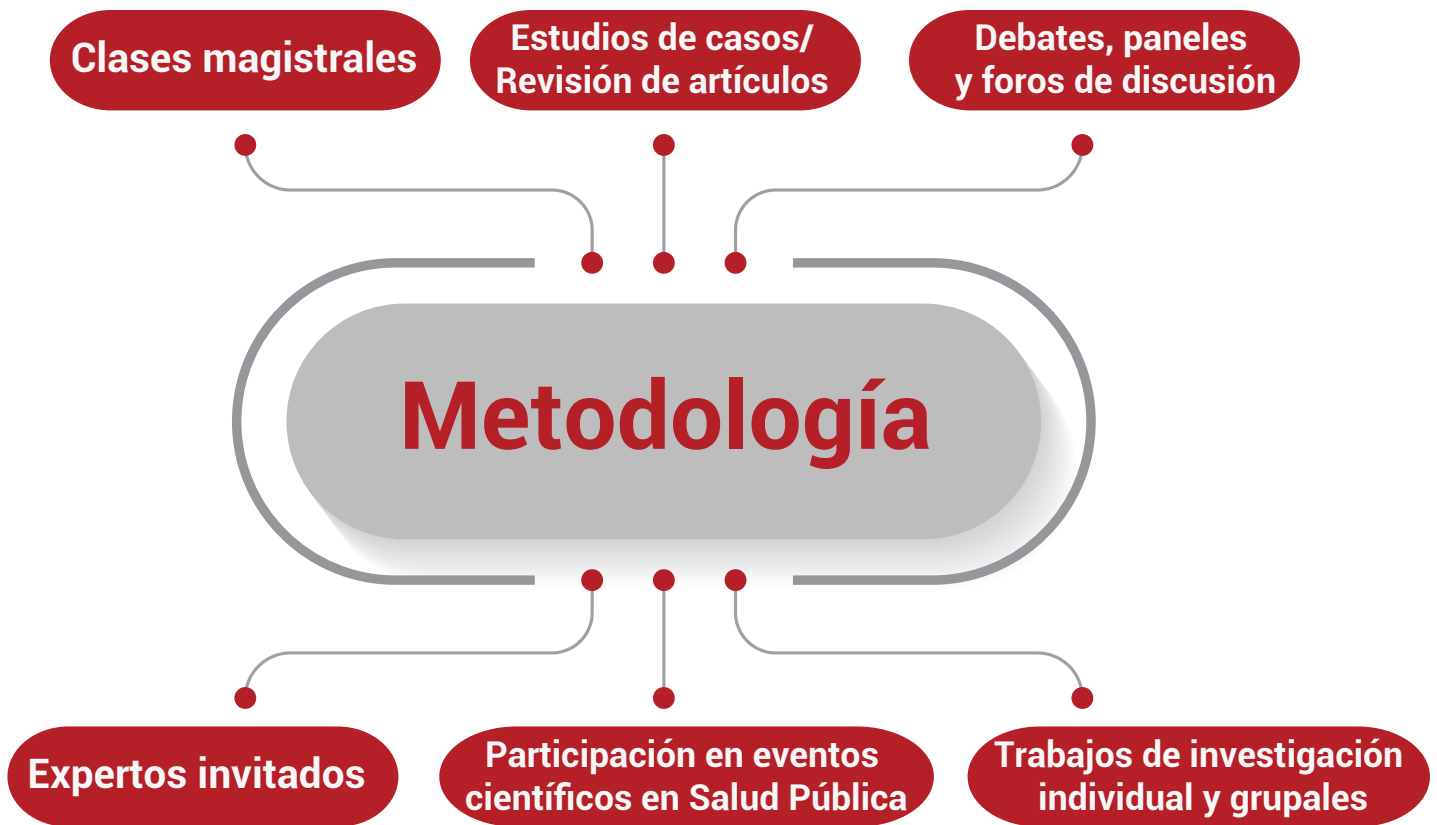 Clases magistrales
Estudios de casos/
Revisión de artículos
Debates, paneles
y foros de discusión
Metodología
Expertos invitados
Participación en eventos
científicos en Salud Pública
Trabajos de investigación
individual y grupales